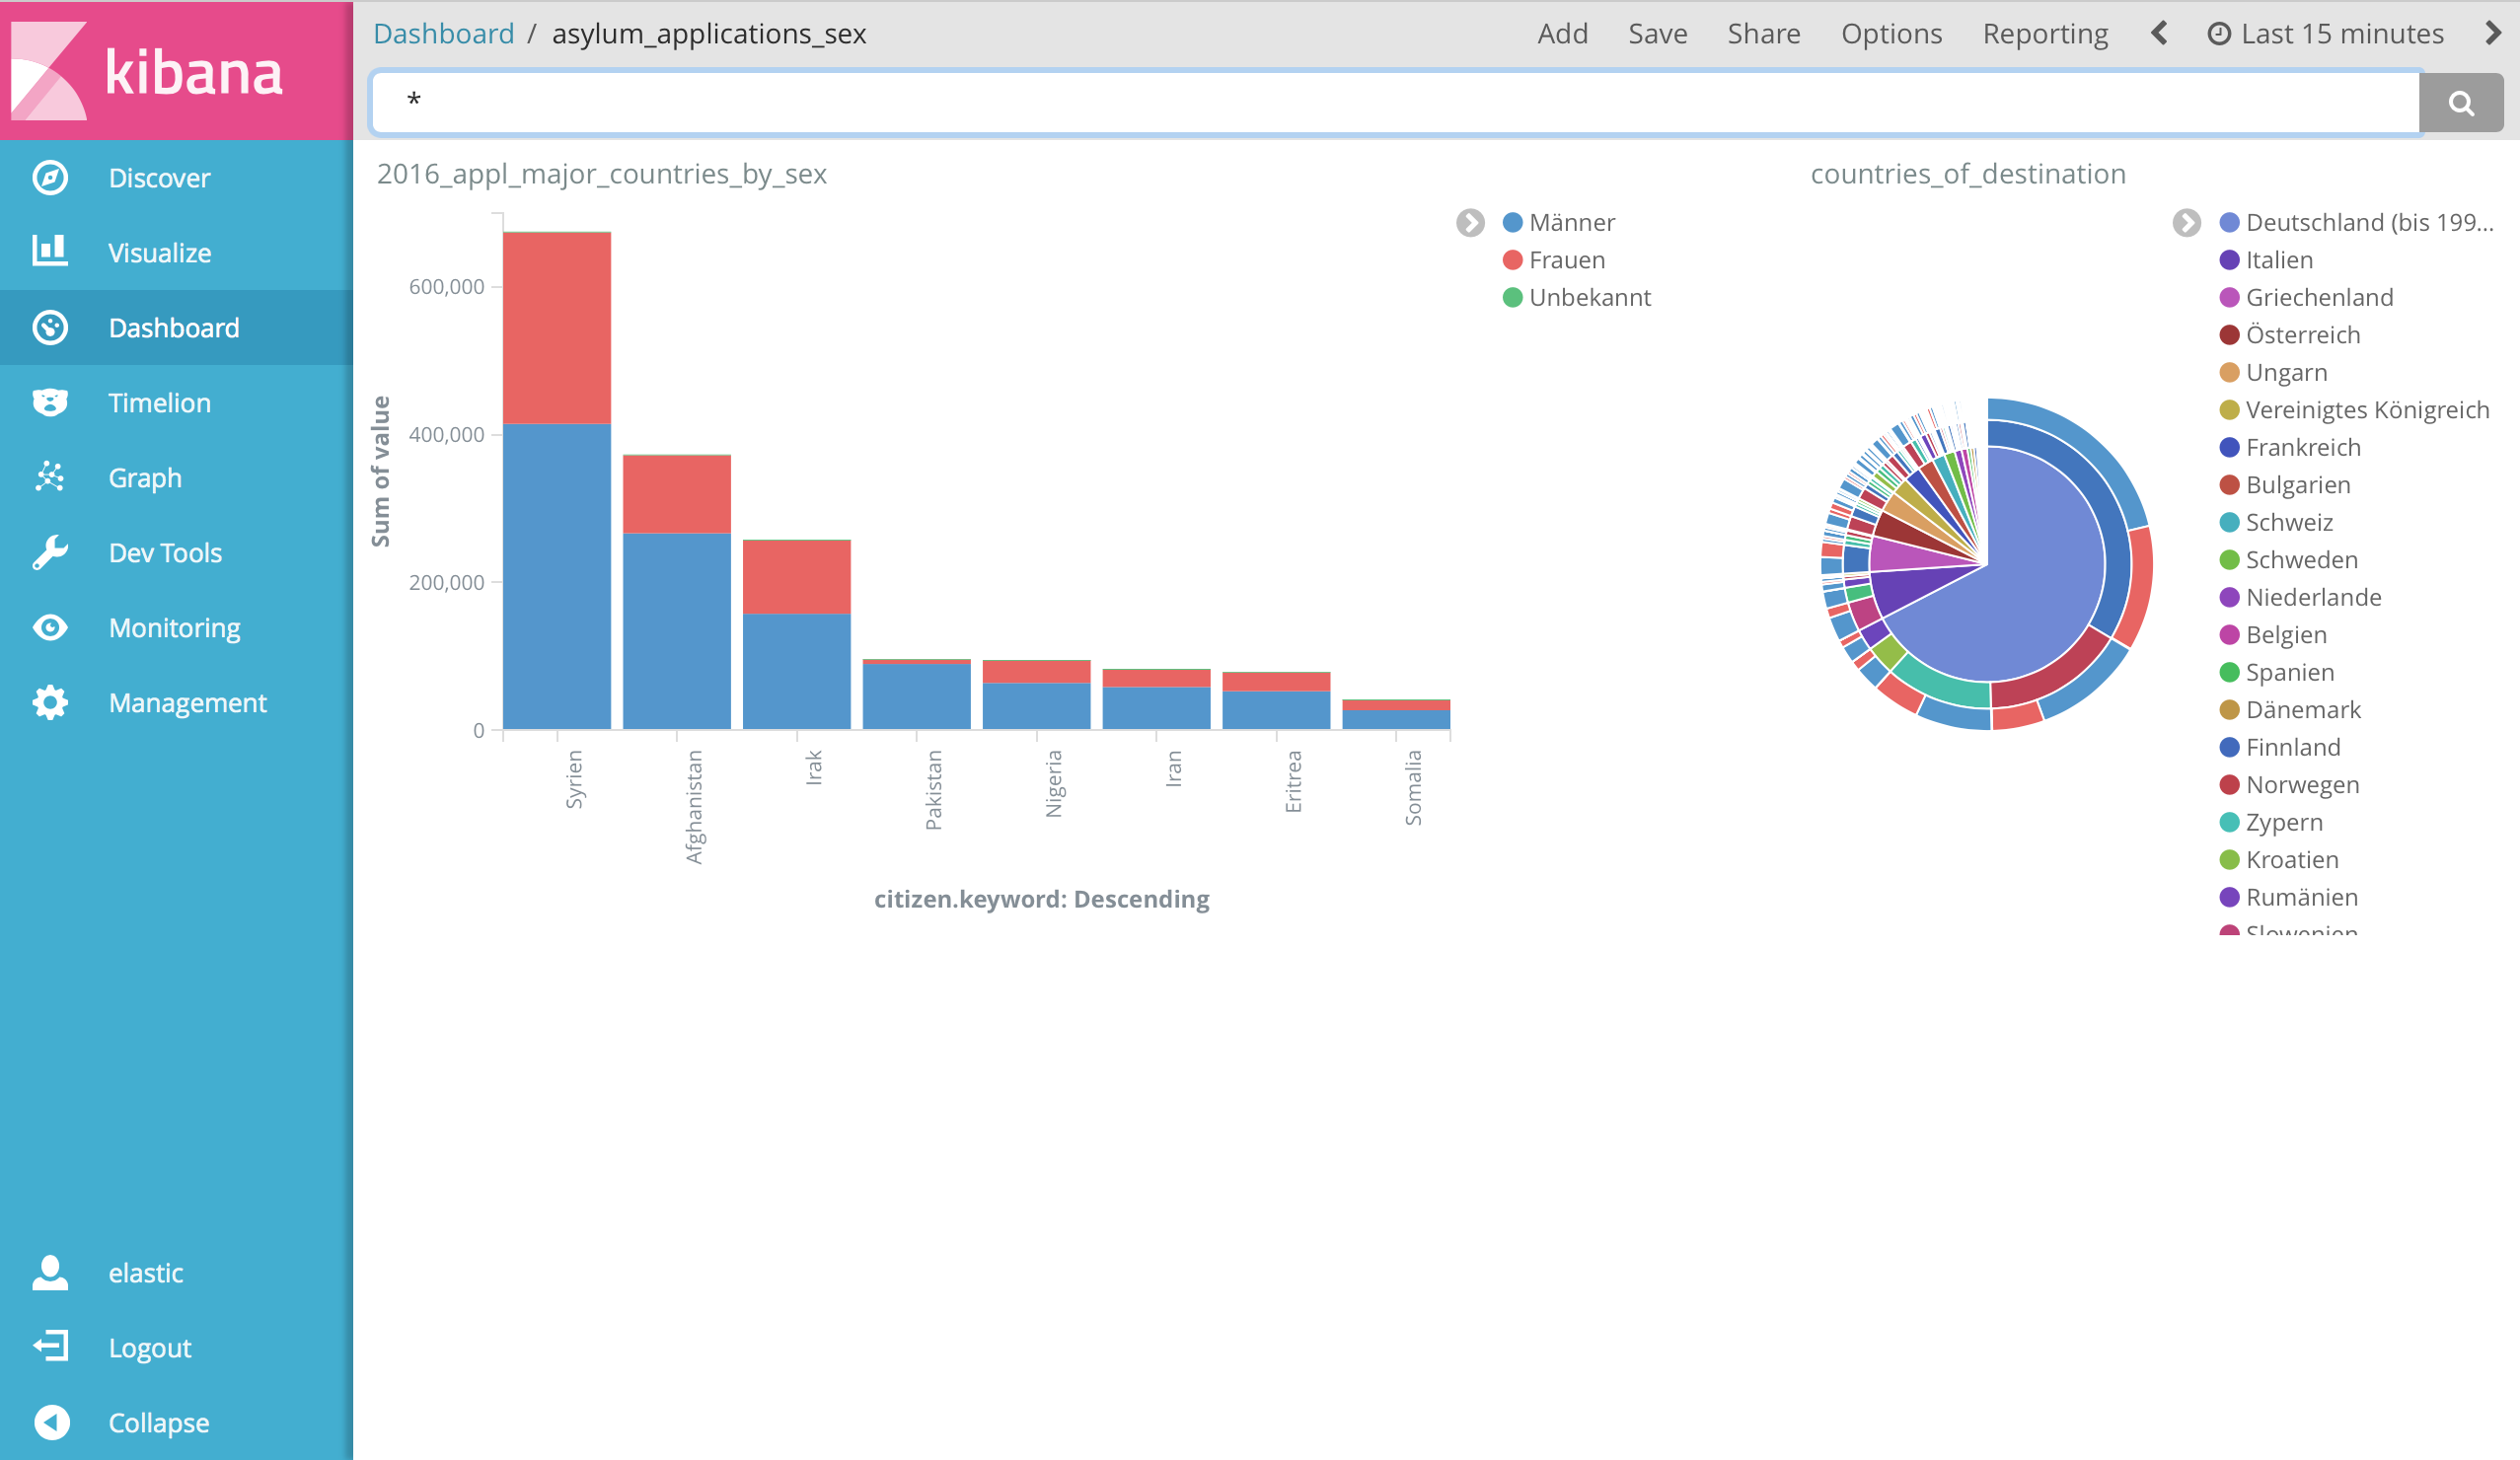 kibana
Discover
Visualize
Dashboard
Timelion
Graph
Dev Tools
Monitoring
Management
elastic
Logout
Collapse
Dashboard / asylum_applications_sex
Add Save Share Options Reporting Last 15 minutes
*
2016_appl_major_countries_by_sex
Sum of value
600,000
400,000
200,000
0
Syrien
Afghanistan
Irak
Pakistan
Nigeria
Iran
Eritrea
Somalia
citizen.keyword: Descending
Männer
Frauen
Unbekannt
countries_of_destination
Deutschland (bis 199...
Italien
Griechenland
Österreich
Ungarn
Vereinigtes Königreich
Frankreich
Bulgarien
Schweiz
Schweden
Niederlande
Belgien
Spanien
Dänemark
Finnland
Norwegen
Zypern
Kroatien
Rumänien
Slowenien